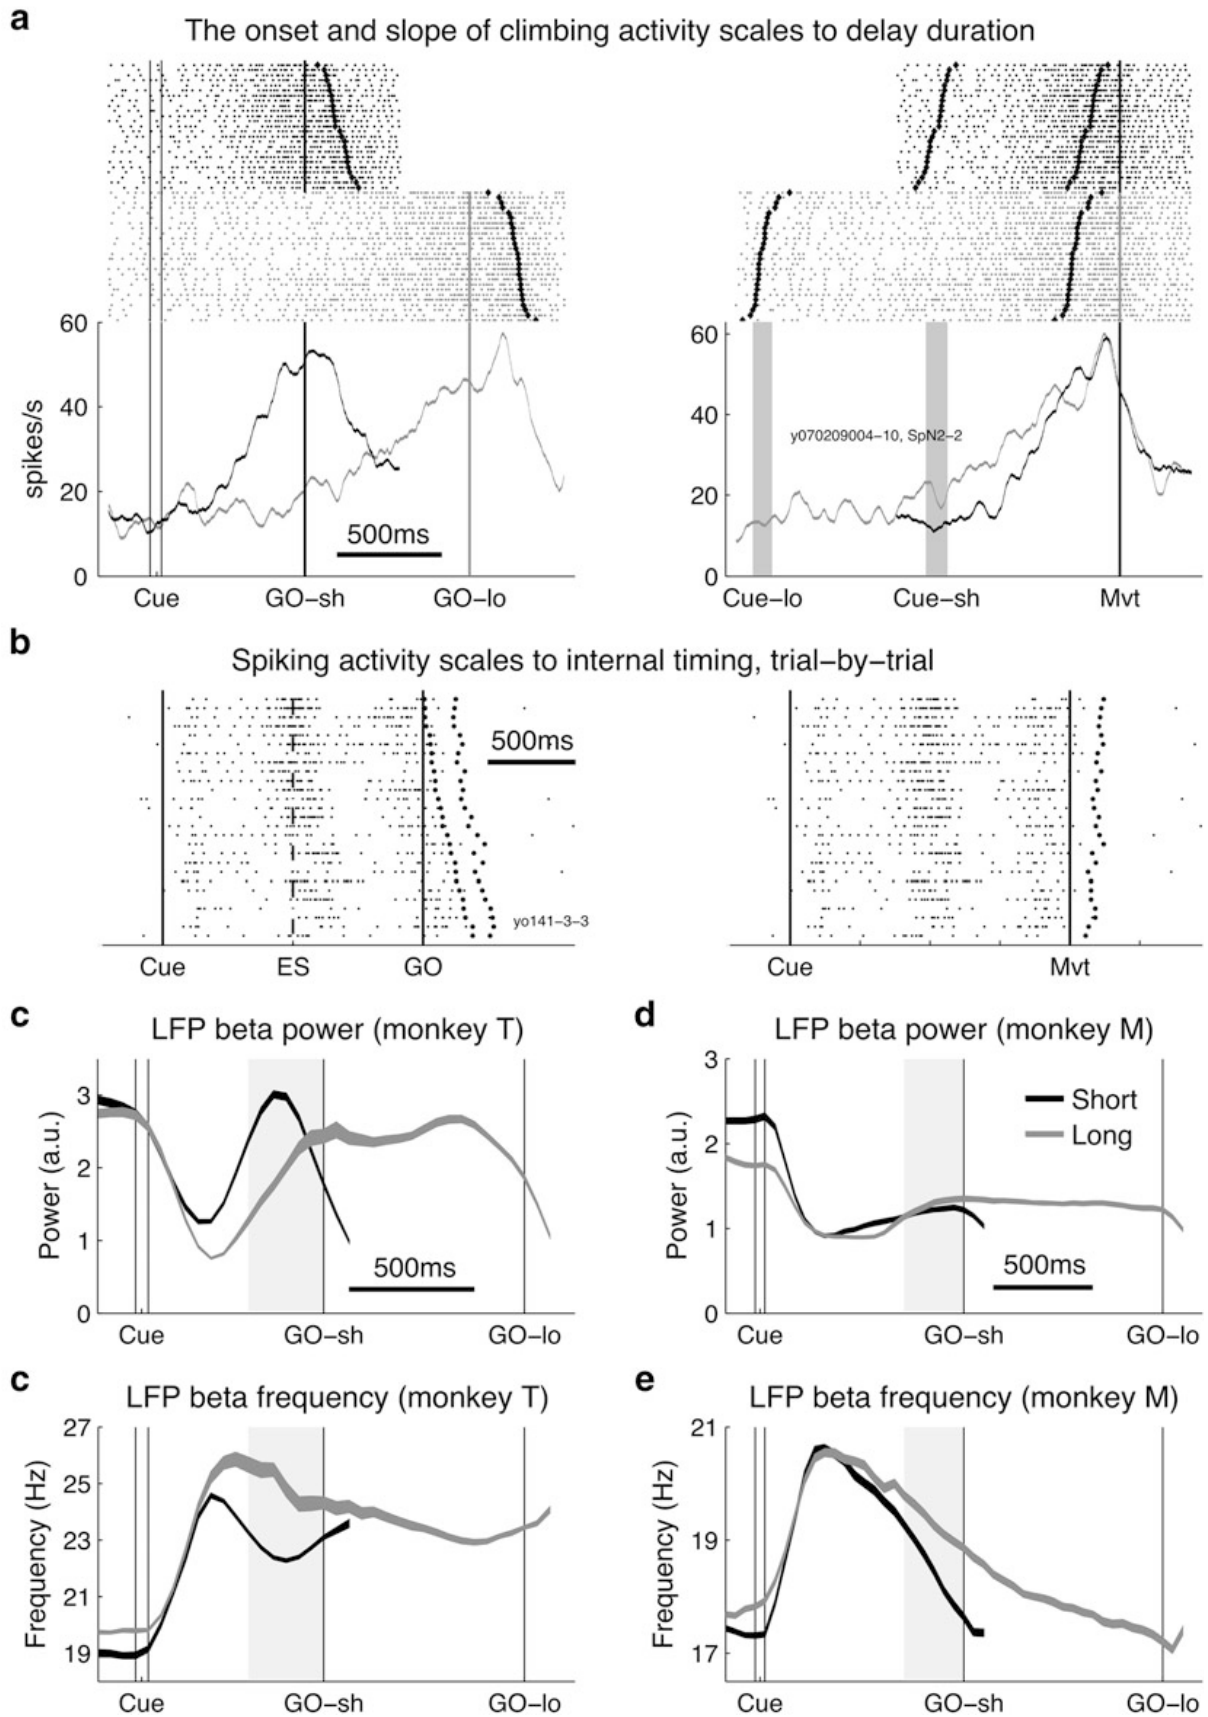 a
The onset and slope of climbing activity scales to delay duration
60
40
20
0
spikes/s
500ms
Cue
GO–sh
GO–lo
60
40
20
0
y070209004–10, SpN2–2
Cue–lo
Cue–sh
Mvt
b
Spiking activity scales to internal timing, trial–by–trial
500ms
yo141–3–3
Cue
ES
GO
Cue
Mvt
c
LFP beta power (monkey T)
3
2
1
0
Power (a.u.)
500ms
Cue
GO–sh
GO–lo
d
LFP beta power (monkey M)
3
2
1
0
Power (a.u.)
Short
Long
500ms
Cue
GO–sh
GO–lo
c
LFP beta frequency (monkey T)
27
25
23
21
19
Frequency (Hz)
Cue
GO–sh
GO–lo
e
LFP beta frequency (monkey M)
21
19
17
Frequency (Hz)
Cue
GO–sh
GO–lo